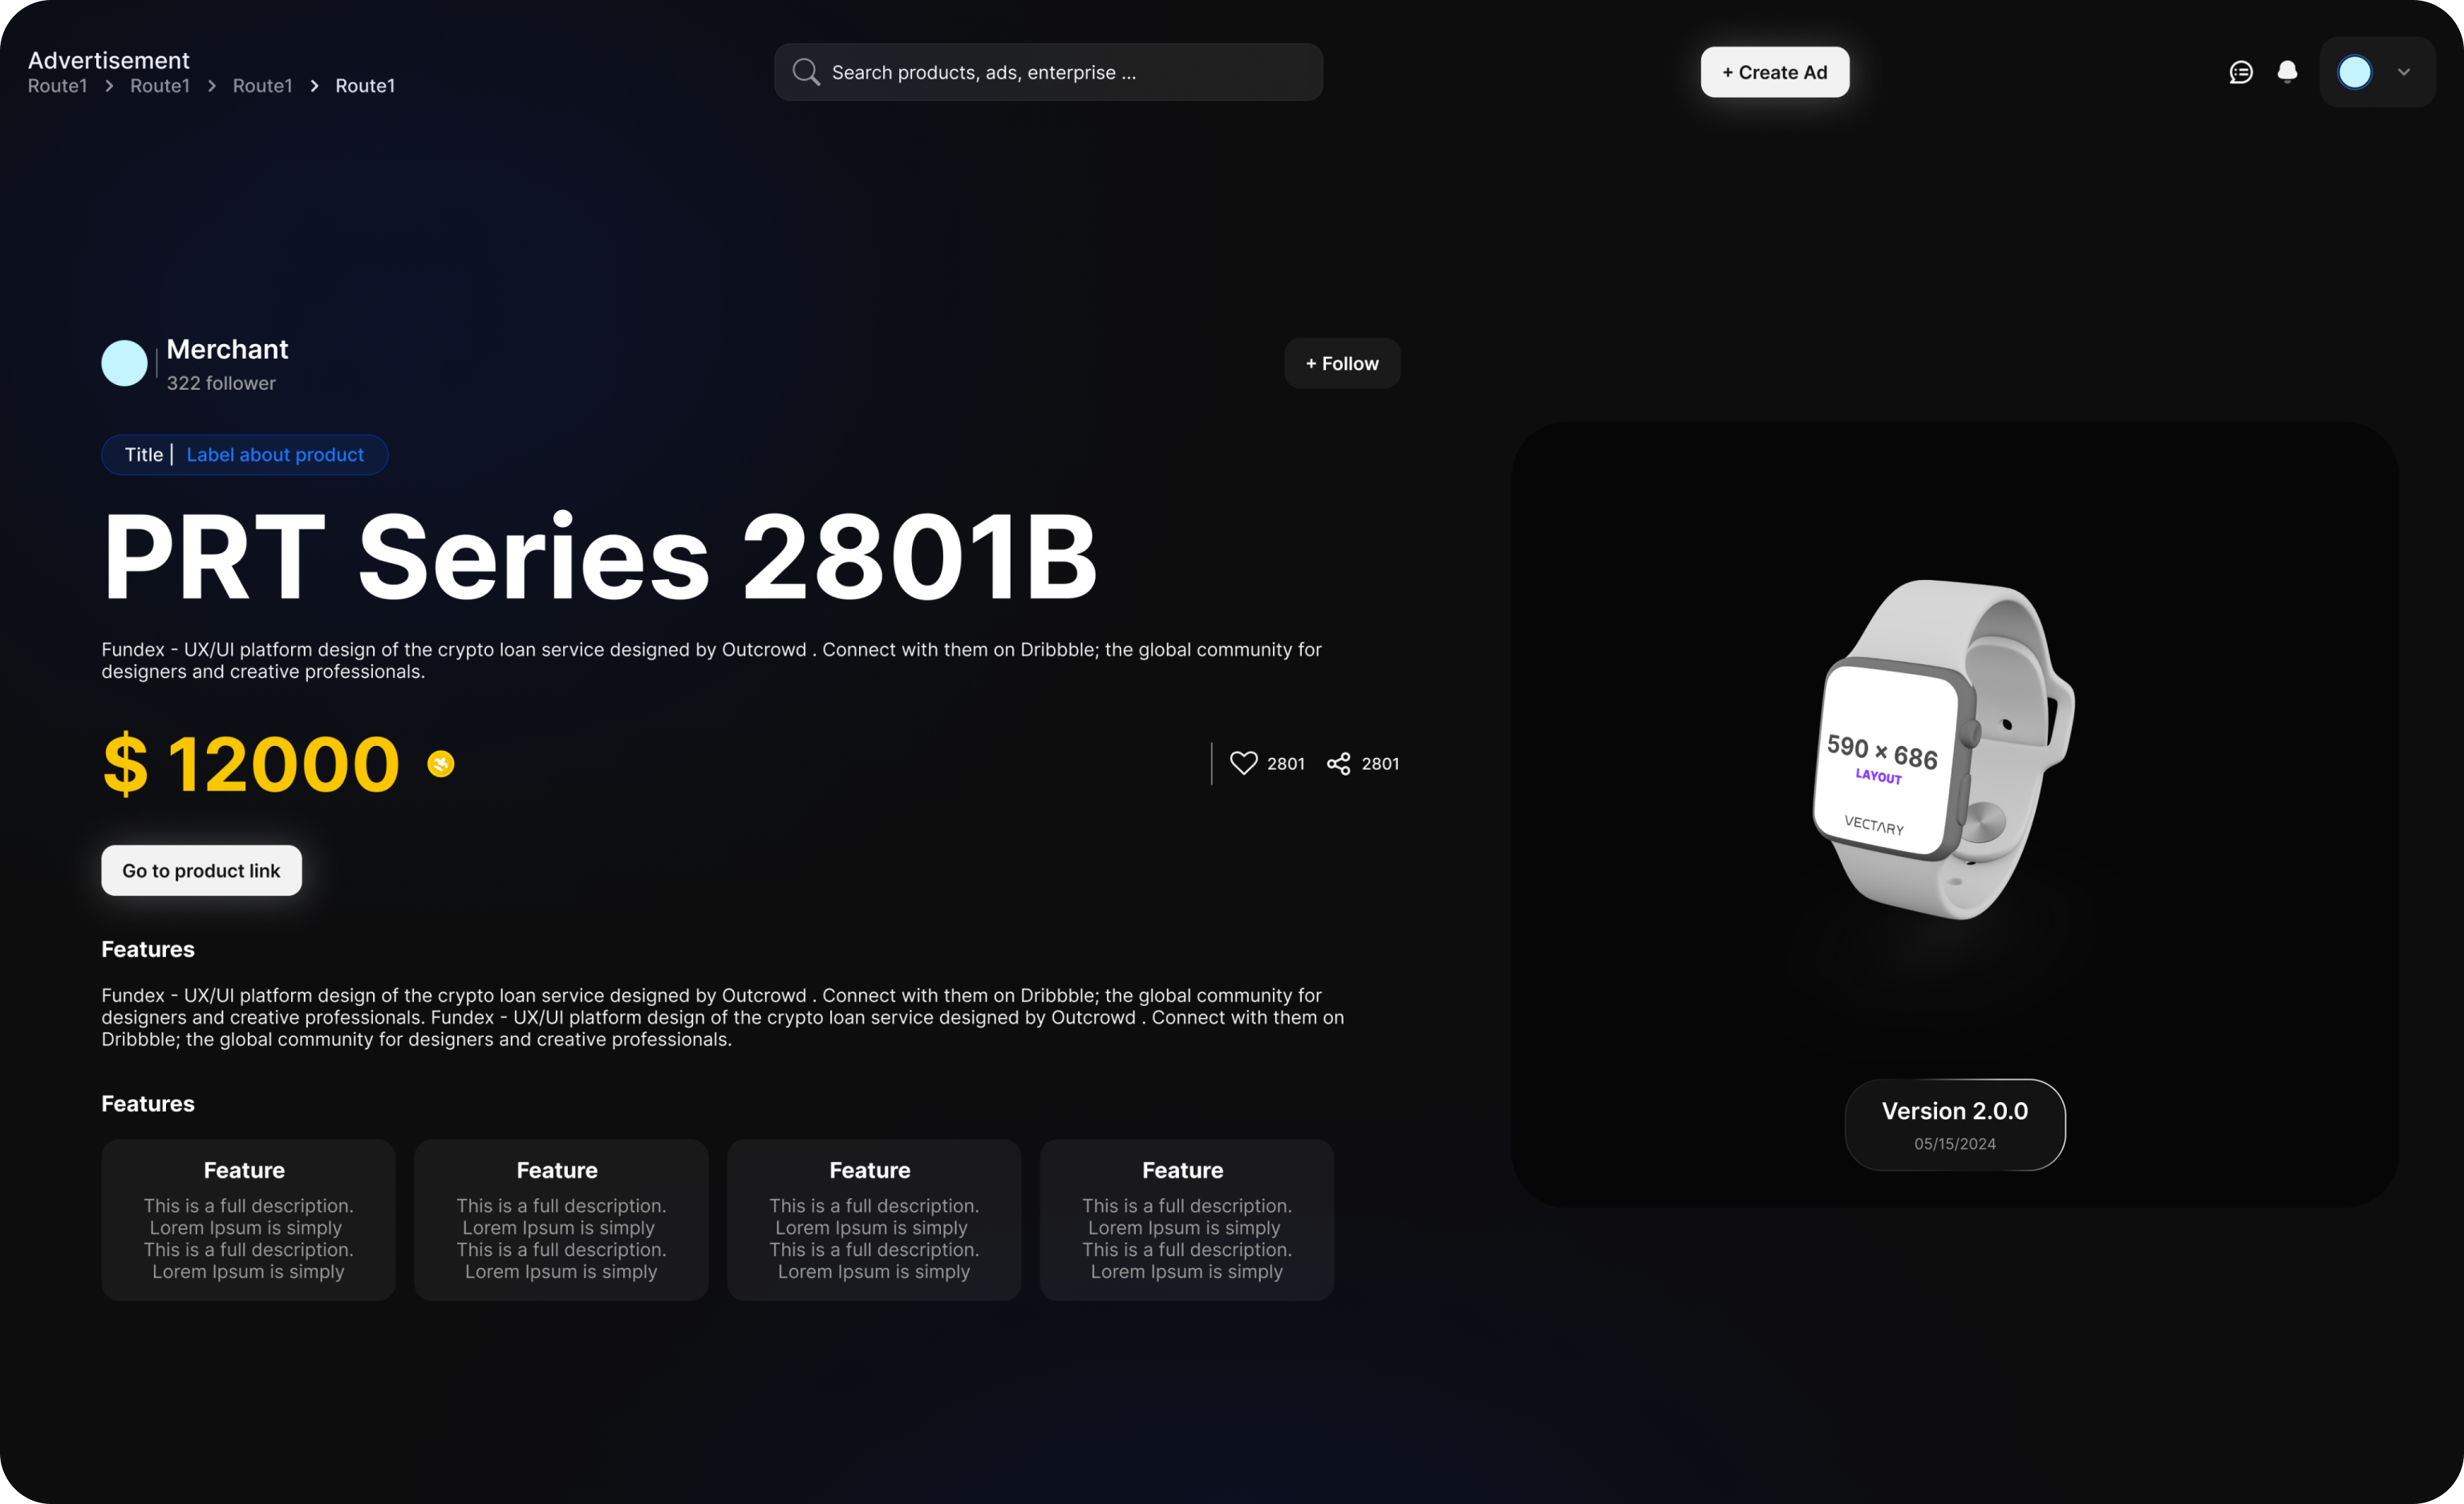 Advertisement
Route1 > Route1 > Route1 > Route1
Search products, ads, enterprise ...
+ Create Ad
Merchant
322 follower
+ Follow
Title | Label about product
PRT Series 2801B
Fundex - UX/UI platform design of the crypto loan service designed by Outcrowd . Connect with them on Dribbble; the global community for
designers and creative professionals.
$ 12000
2801 2801
Go to product link
Features
Fundex - UX/UI platform design of the crypto loan service designed by Outcrowd . Connect with them on Dribbble; the global community for
designers and creative professionals. Fundex - UX/UI platform design of the crypto loan service designed by Outcrowd . Connect with them on
Dribbble; the global community for designers and creative professionals.
Features
Feature
This is a full description.
Lorem Ipsum is simply
This is a full description.
Lorem Ipsum is simply
Feature
This is a full description.
Lorem Ipsum is simply
This is a full description.
Lorem Ipsum is simply
Feature
This is a full description.
Lorem Ipsum is simply
This is a full description.
Lorem Ipsum is simply
Feature
This is a full description.
Lorem Ipsum is simply
This is a full description.
Lorem Ipsum is simply
590 × 686
LAYOUT
VECTARY
Version 2.0.0
05/15/2024